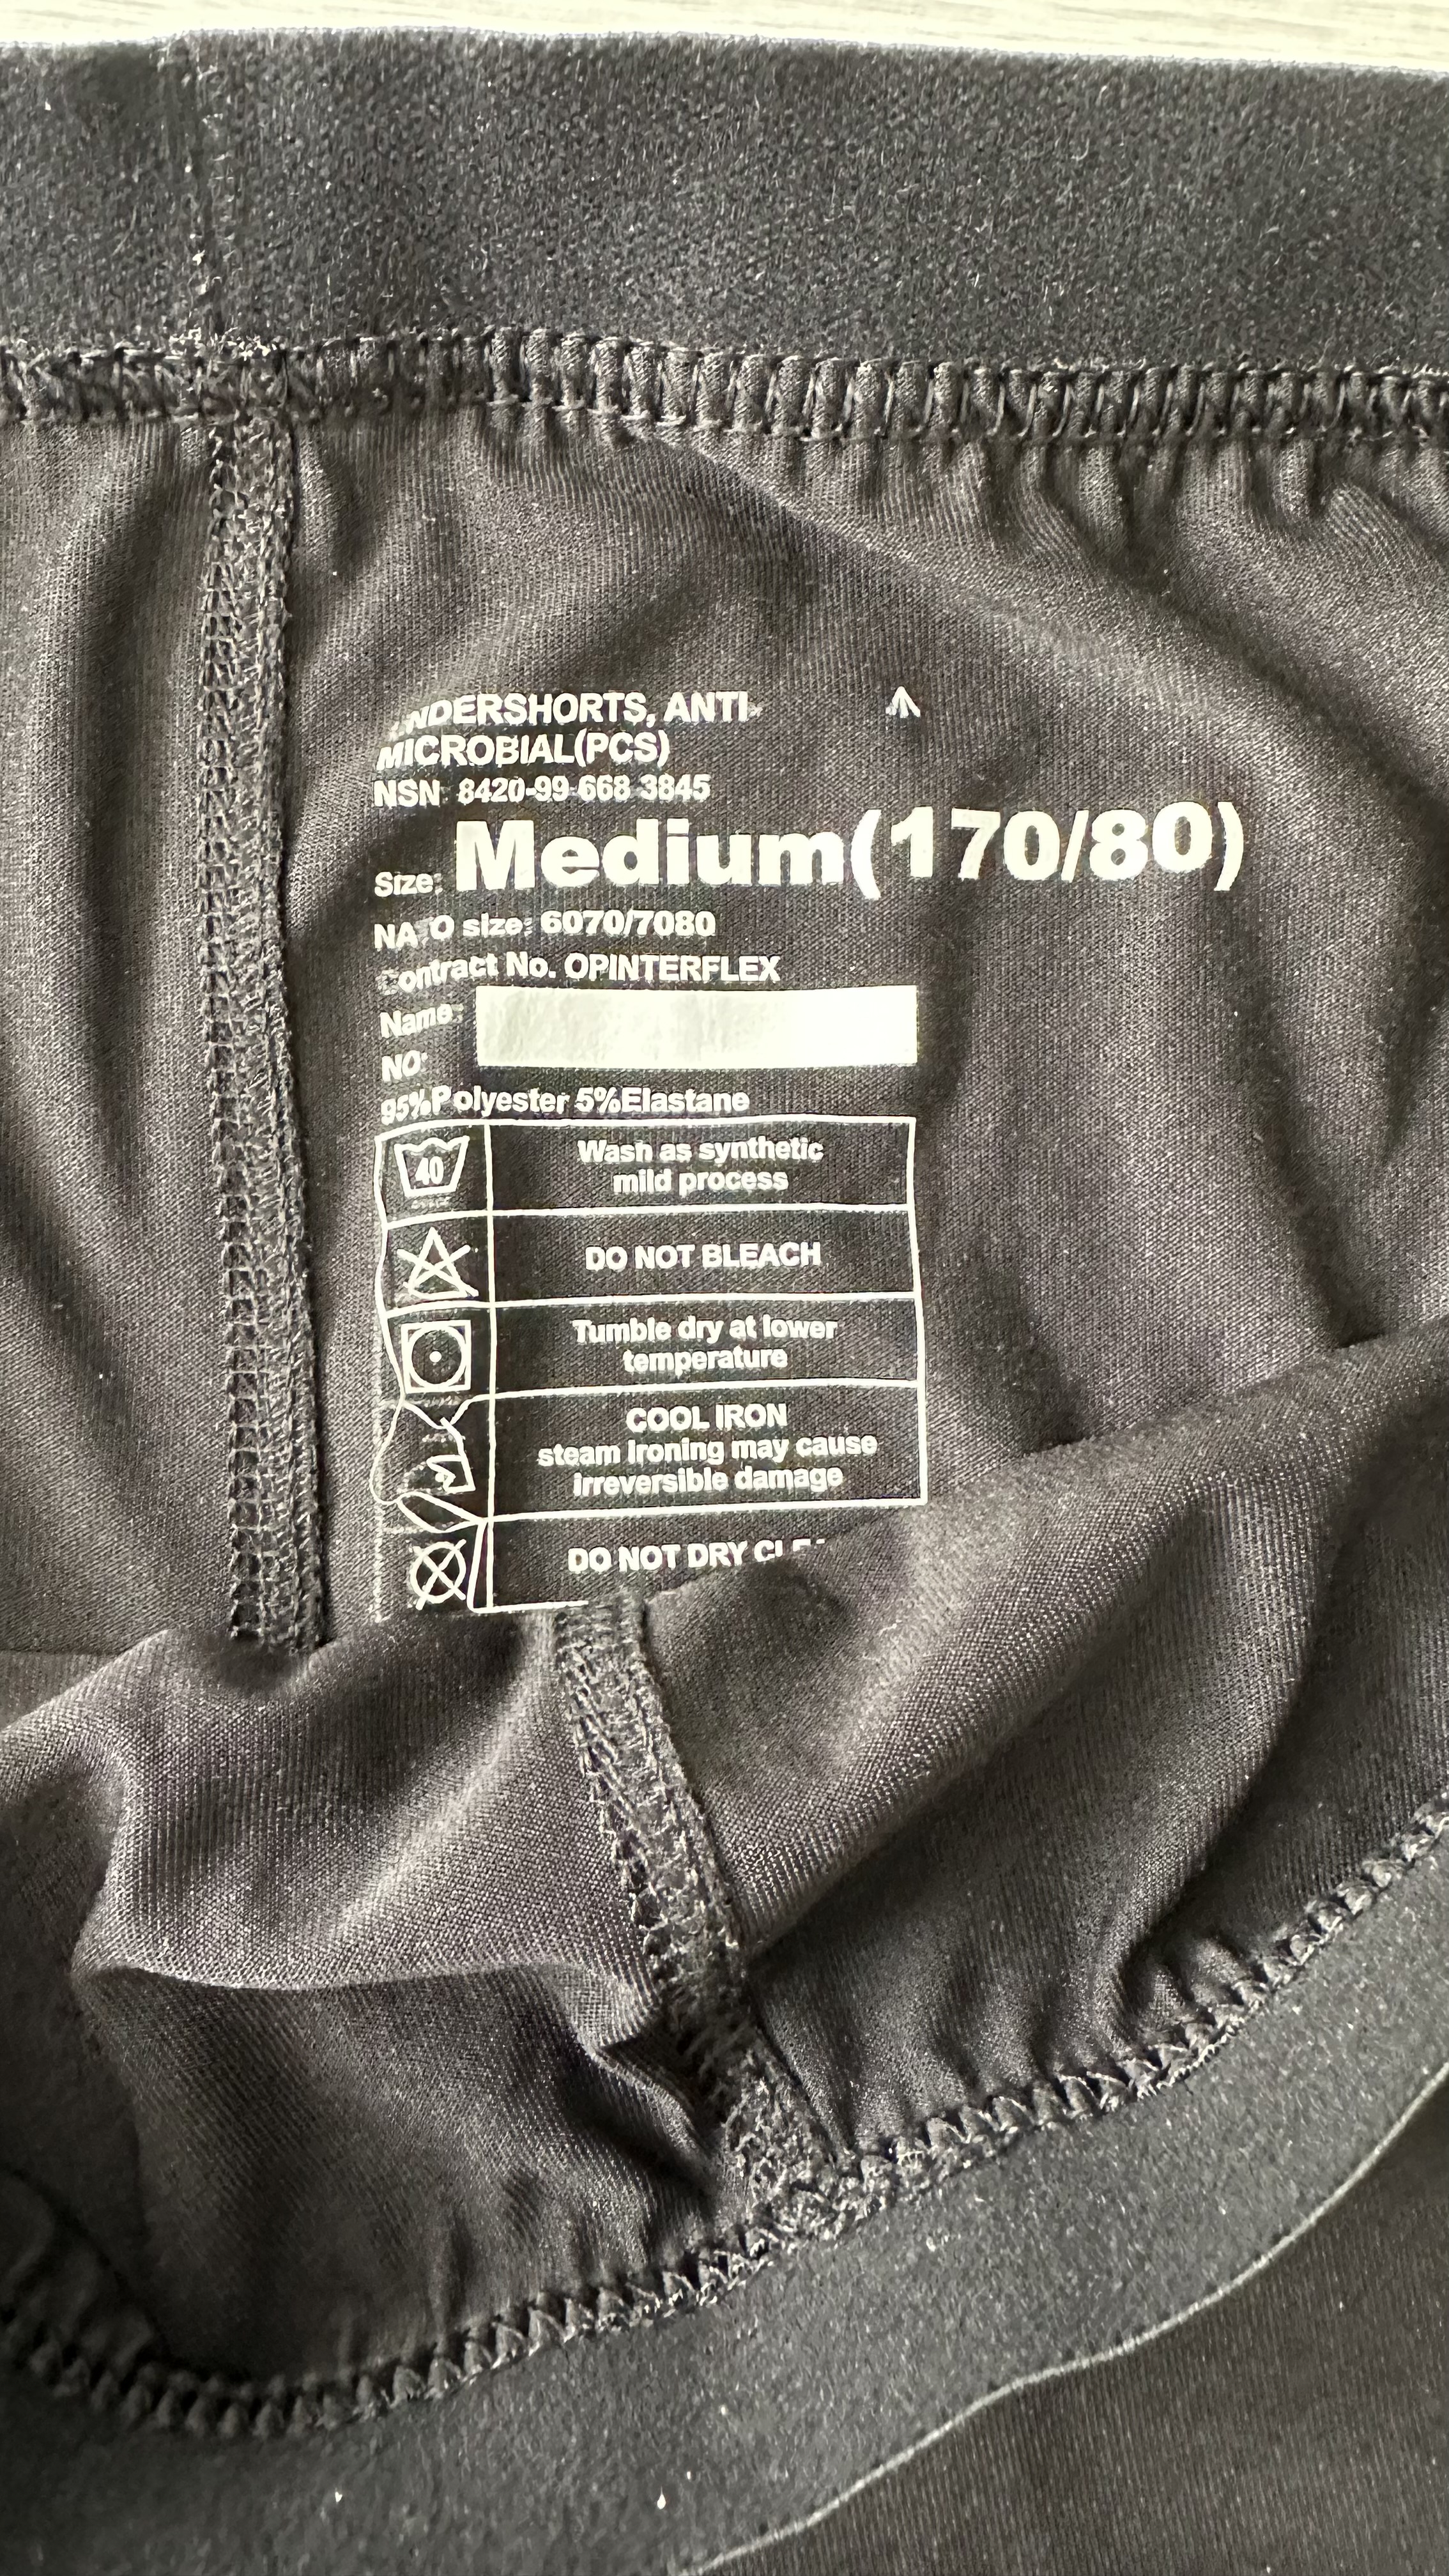 UNDERSHORTS, ANTI-
MICROBIAL(PCS)
NSN: 8420-99-668-3845
Size: Medium(170/80)
NATO size: 6070/7080
Contract No. OPINTERFLEX
Name:
NO:
95%Polyester 5%Elastane
40
Wash as synthetic
mild process
DO NOT BLEACH
Tumble dry at lower
temperature
COOL IRON
steam ironing may cause
irreversible damage
DO NOT DRY